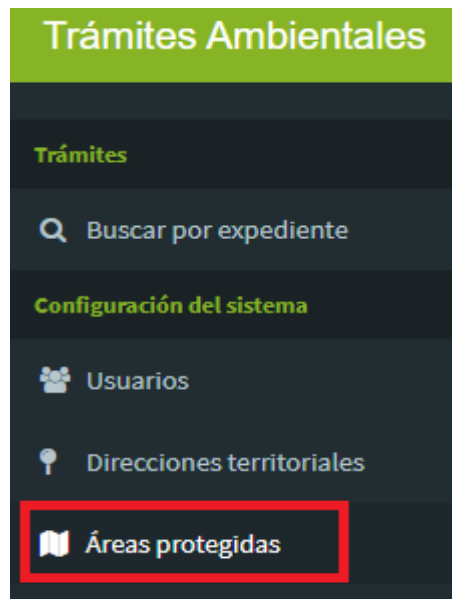 Trámites Ambientales
Trámites
Buscar por expediente
Configuración del sistema
Usuarios
Direcciones territoriales
Áreas protegidas